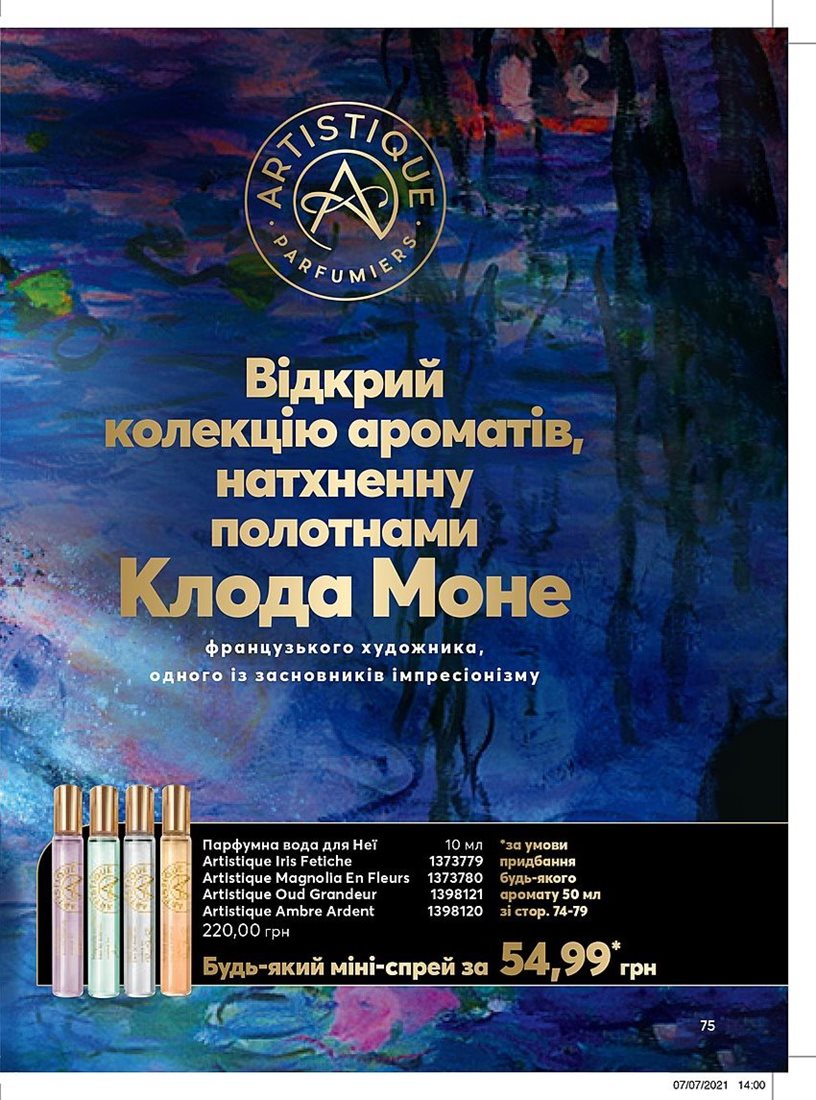 ARTISTIQUE
PARFUMIERS
Відкрий
колекцію ароматів,
натхненну
полотнами
Клода Моне
французького художника,
одного із засновників імпресіонізму
Парфумна вода для Неї 10 мл
Artistique Iris Fetiche 1373779
Artistique Magnolia En Fleurs 1373780
Artistique Oud Grandeur 1398121
Artistique Ambre Ardent 1398120
220,00 грн
*за умови
придбання
будь-якого
аромату 50 мл
зі стор. 74-79
Будь-який міні-спрей за 54,99* грн
ARTISTIQUE
75
07/07/2021 14:00